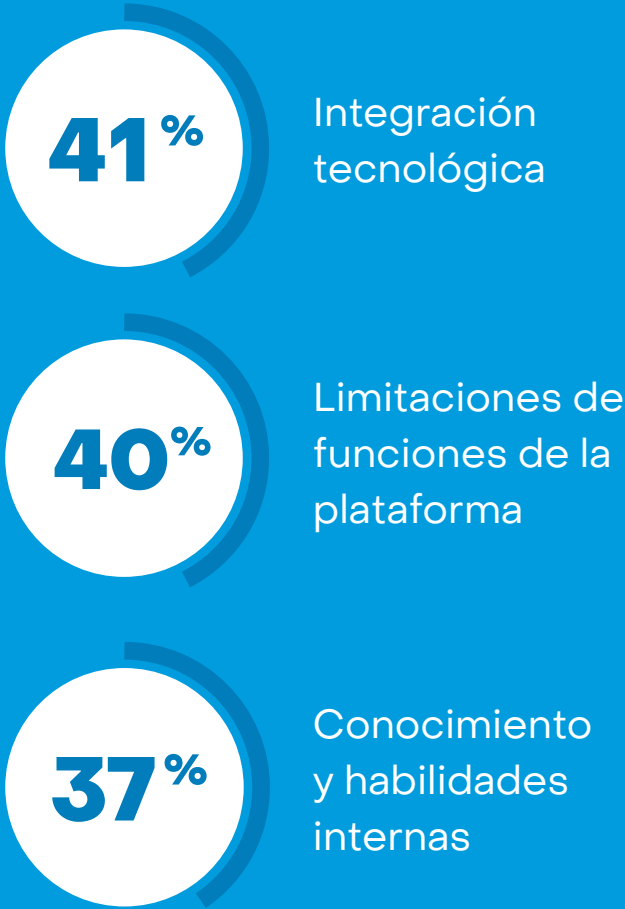 41%
Integración
tecnológica
40%
Limitaciones de
funciones de la
plataforma
37%
Conocimiento
y habilidades
internas